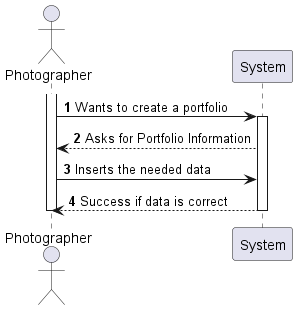 Photographer
System
1 Wants to create a portfolio
2 Asks for Portfolio Information
3 Inserts the needed data
4 Success if data is correct
Photographer
System